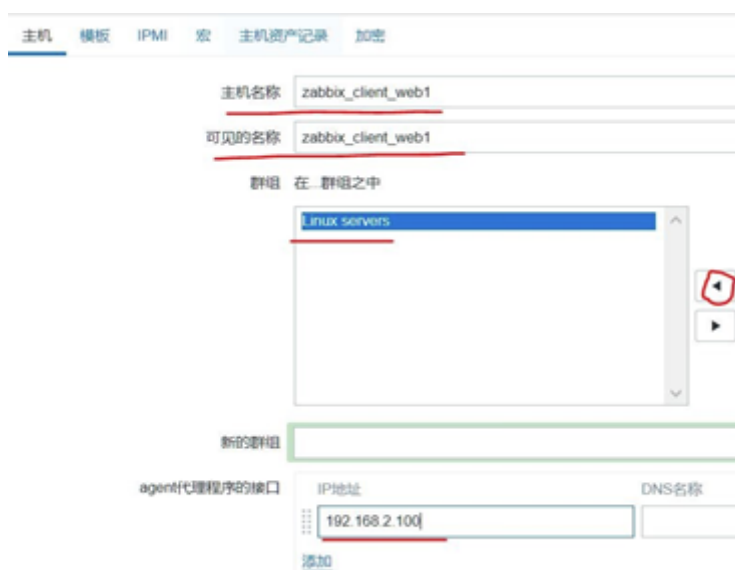 主机 模板 IPMI 宏 主机资产记录 加密
主机名称 zabbix_client_web1
可见的名称 zabbix_client_web1
群组 在...群组之中
Linux servers
新的群组
agent代理程序的接口 IP地址 DNS名称
192.168.2.100
添加